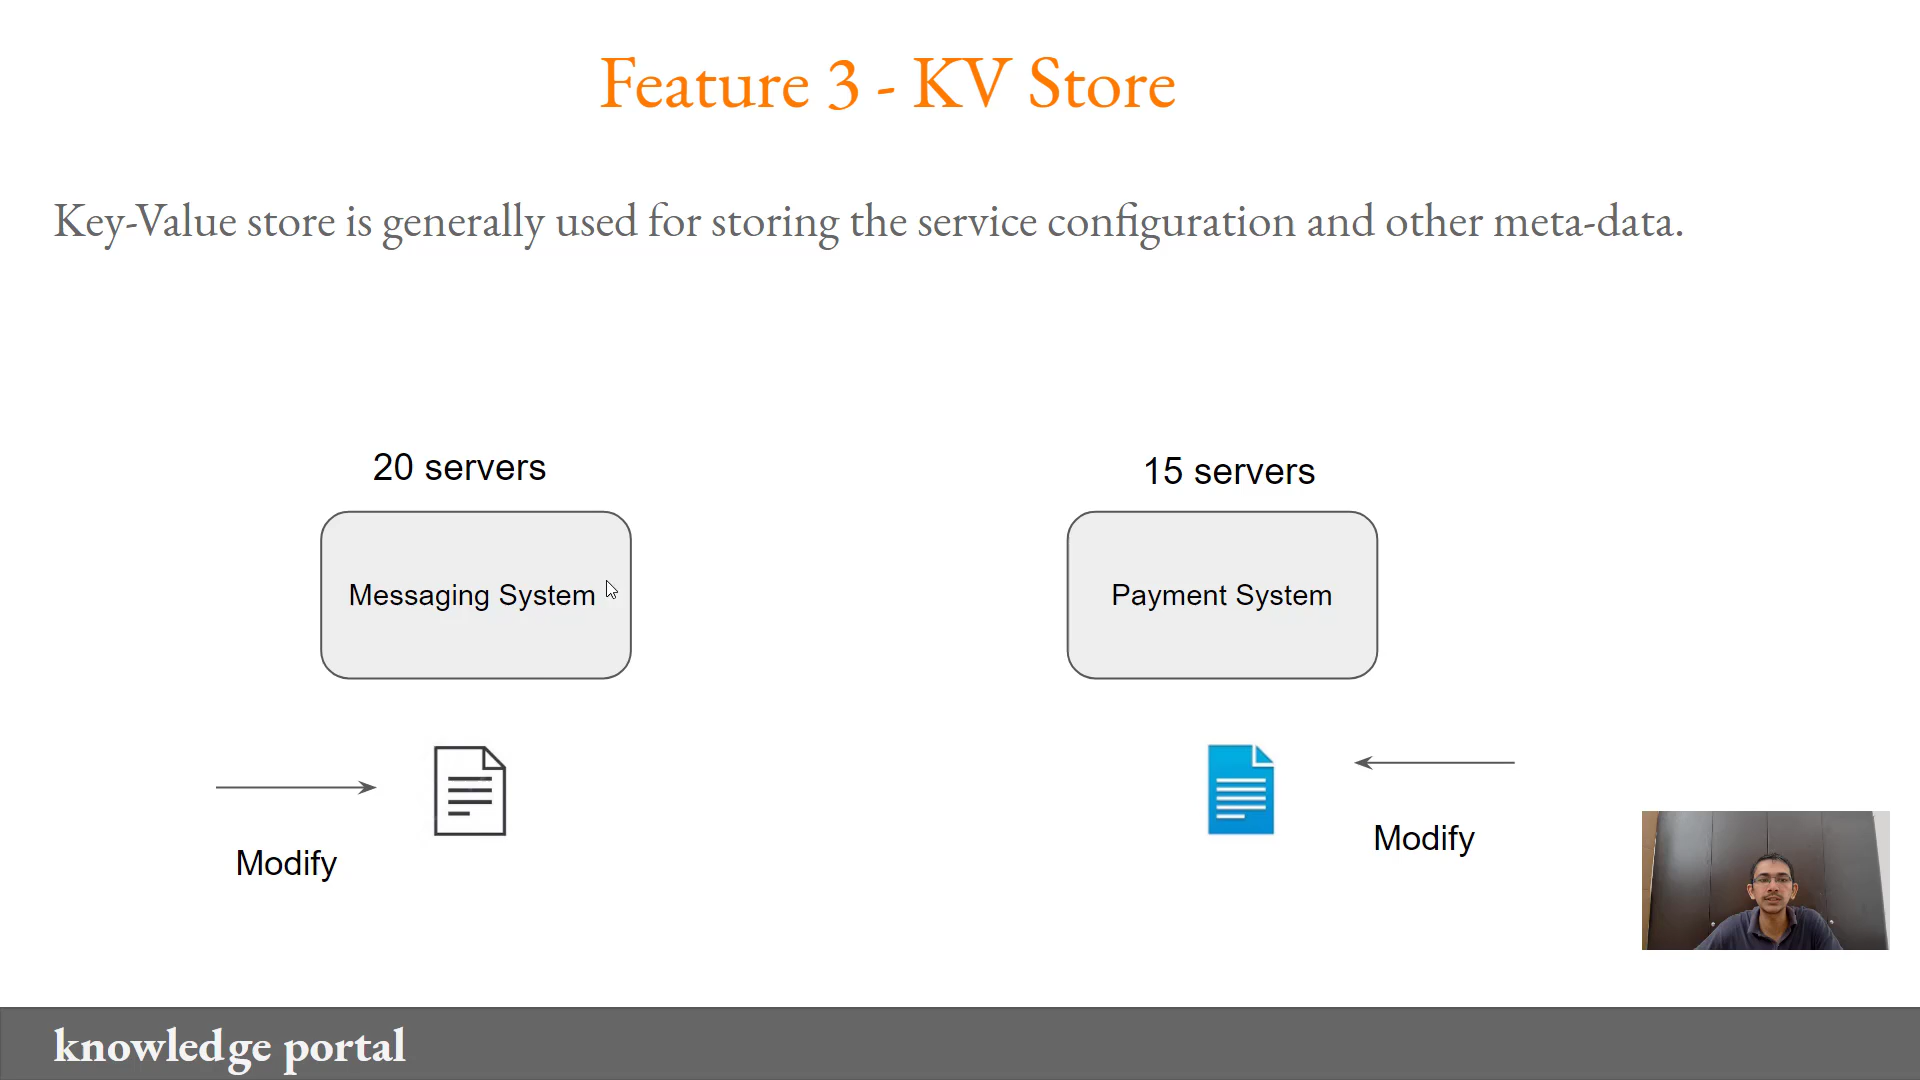 Feature 3 - KV Store
Key-Value store is generally used for storing the service configuration and other meta-data.
20 servers
15 servers
Messaging System
Payment System
Modify
Modify
knowledge portal